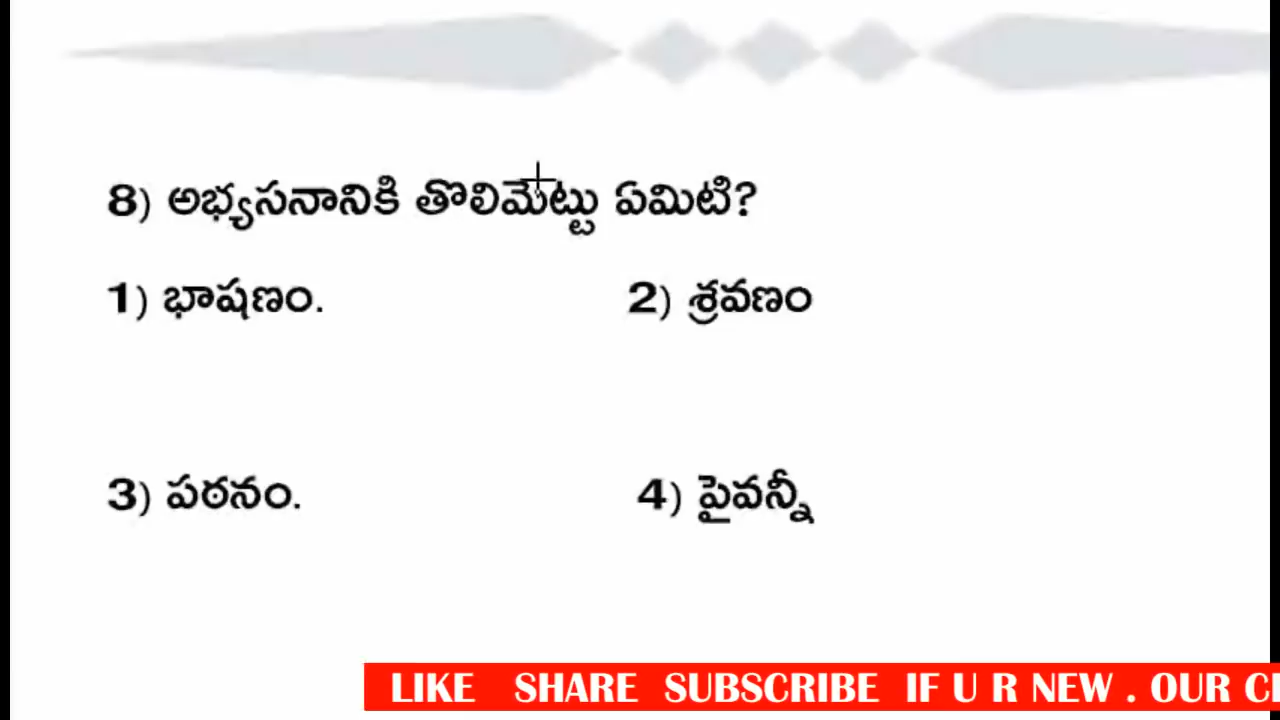 8) అభ్యసనానికి తొలిమెట్టు ఏమిటి?
1) భాషణం. 2) శ్రవణం
3) పఠనం. 4) పైవన్నీ
LIKE SHARE SUBSCRIBE IF U R NEW . OUR